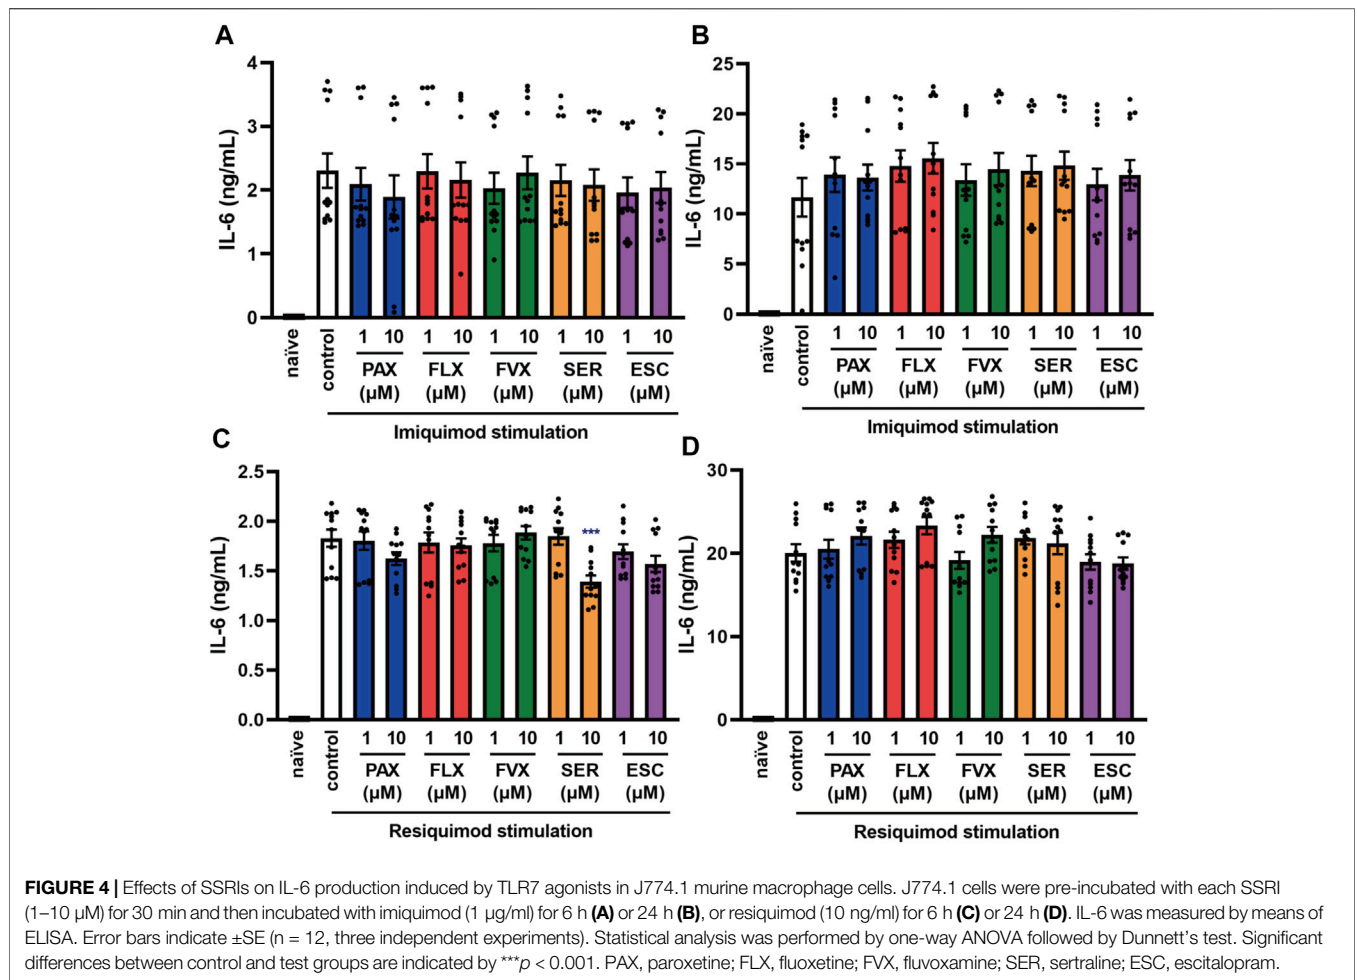 A
4
3
2
1
0
IL-6 (ng/mL)
naïve
control
1 10 1 10 1 10 1 10 1 10
PAX FLX FVX SER ESC
(μM) (μM) (μM) (μM) (μM)
Imiquimod stimulation
B
25
20
15
10
5
0
IL-6 (ng/mL)
naïve
control
1 10 1 10 1 10 1 10 1 10
PAX FLX FVX SER ESC
(μM) (μM) (μM) (μM) (μM)
Imiquimod stimulation
C
2.5
2.0
1.5
1.0
0.5
0.0
IL-6 (ng/mL)
***
naïve
control
1 10 1 10 1 10 1 10 1 10
PAX FLX FVX SER ESC
(μM) (μM) (μM) (μM) (μM)
Resiquimod stimulation
D
30
20
10
0
IL-6 (ng/mL)
naïve
control
1 10 1 10 1 10 1 10 1 10
PAX FLX FVX SER ESC
(μM) (μM) (μM) (μM) (μM)
Resiquimod stimulation
FIGURE 4 | Effects of SSRIs on IL-6 production induced by TLR7 agonists in J774.1 murine macrophage cells. J774.1 cells were pre-incubated with each SSRI
(1–10 μM) for 30 min and then incubated with imiquimod (1 μg/ml) for 6 h (A) or 24 h (B), or resiquimod (10 ng/ml) for 6 h (C) or 24 h (D). IL-6 was measured by means of
ELISA. Error bars indicate ±SE (n = 12, three independent experiments). Statistical analysis was performed by one-way ANOVA followed by Dunnett’s test. Significant
differences between control and test groups are indicated by ***p < 0.001. PAX, paroxetine; FLX, fluoxetine; FVX, fluvoxamine; SER, sertraline; ESC, escitalopram.